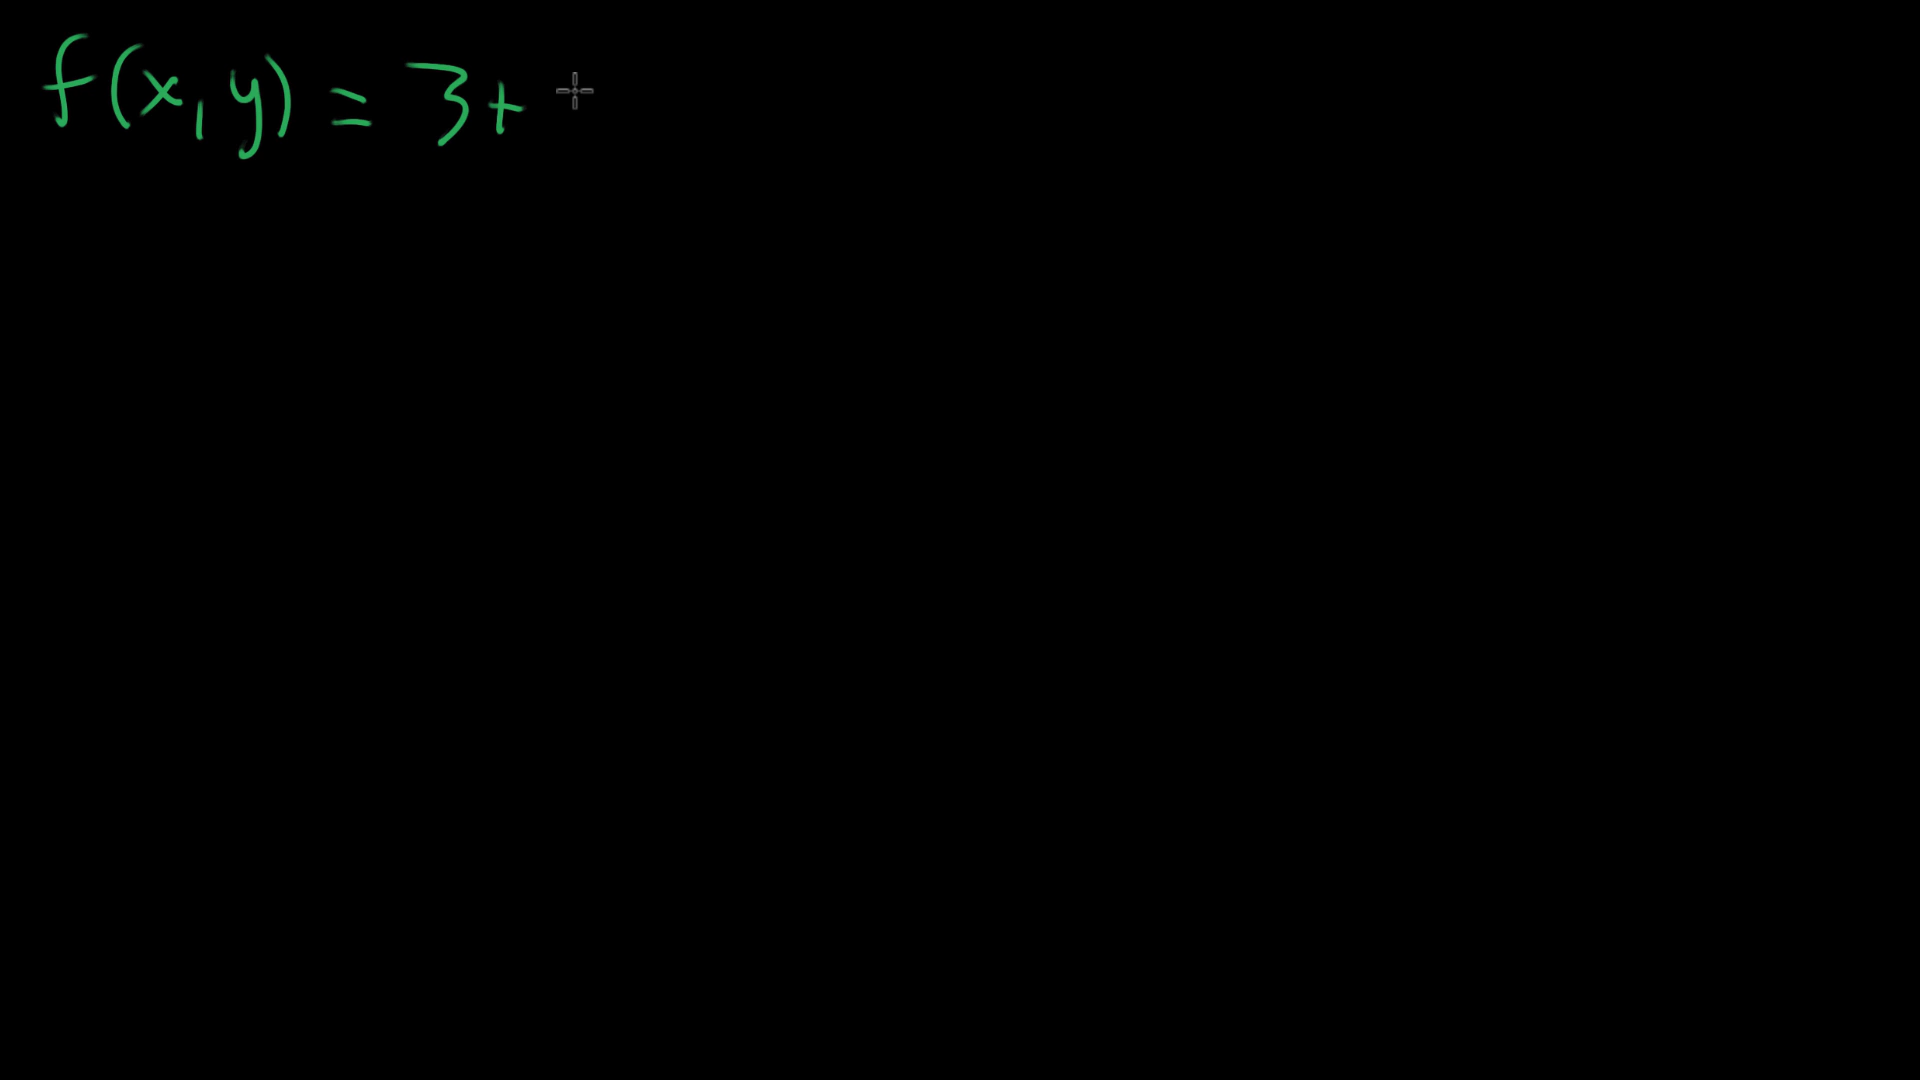 f(x,y) = 3+